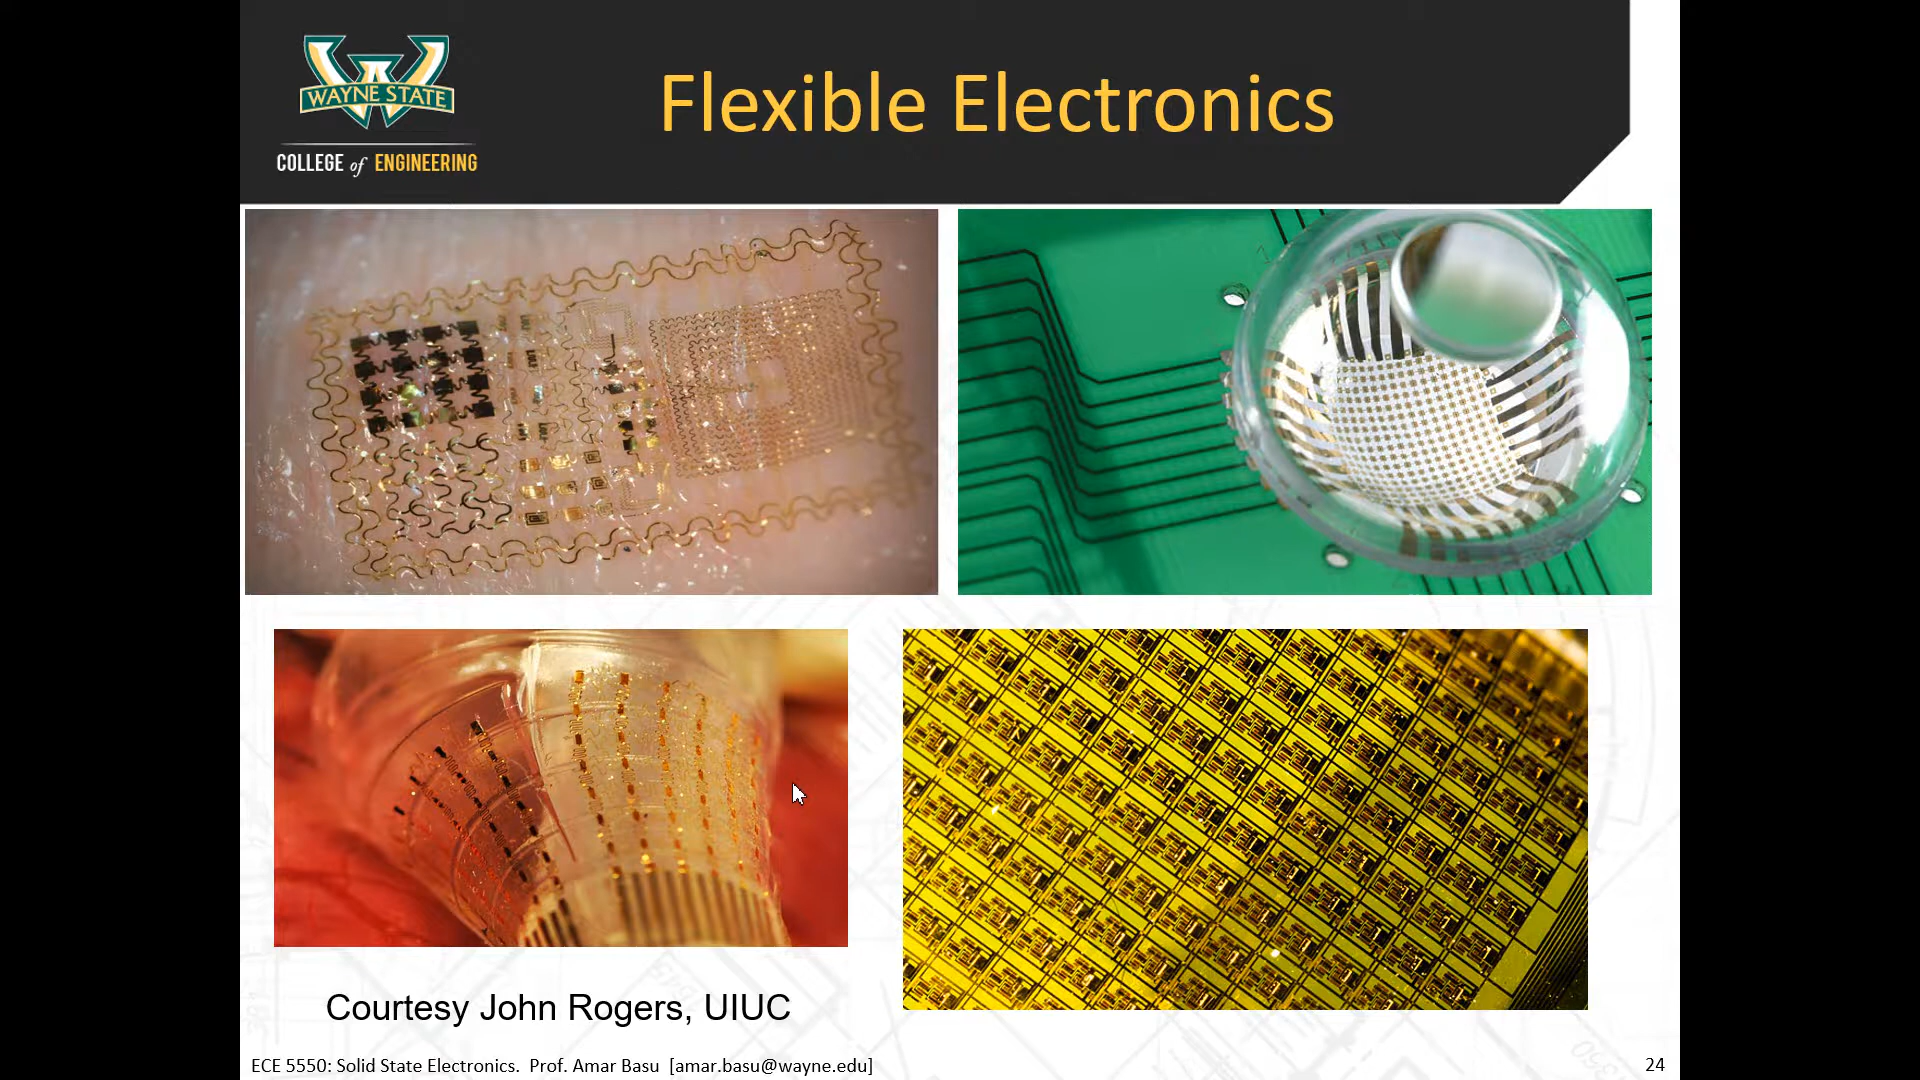 WAYNE STATE
COLLEGE of ENGINEERING
Flexible Electronics
Courtesy John Rogers, UIUC
ECE 5550: Solid State Electronics. Prof. Amar Basu [amar.basu@wayne.edu]
24